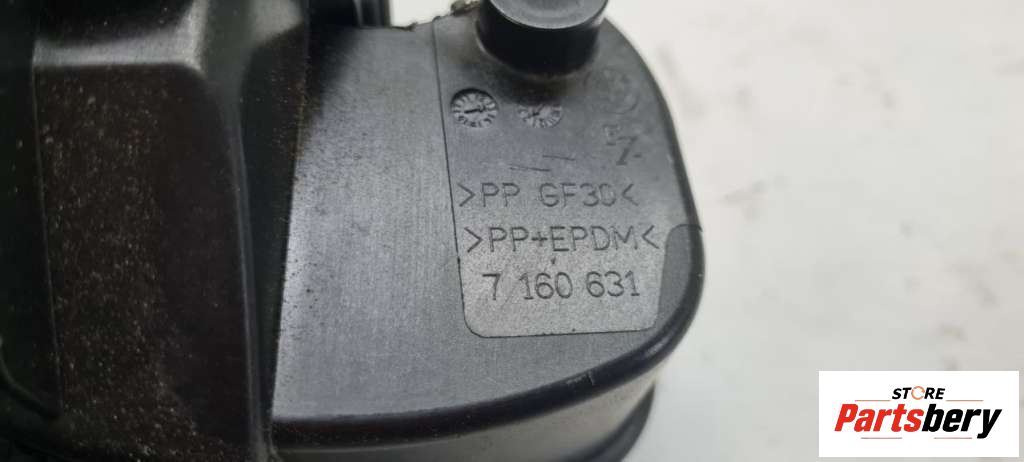 >PP GF30<
>PP+EPDM<
7 160 631
STORE
Partsbery